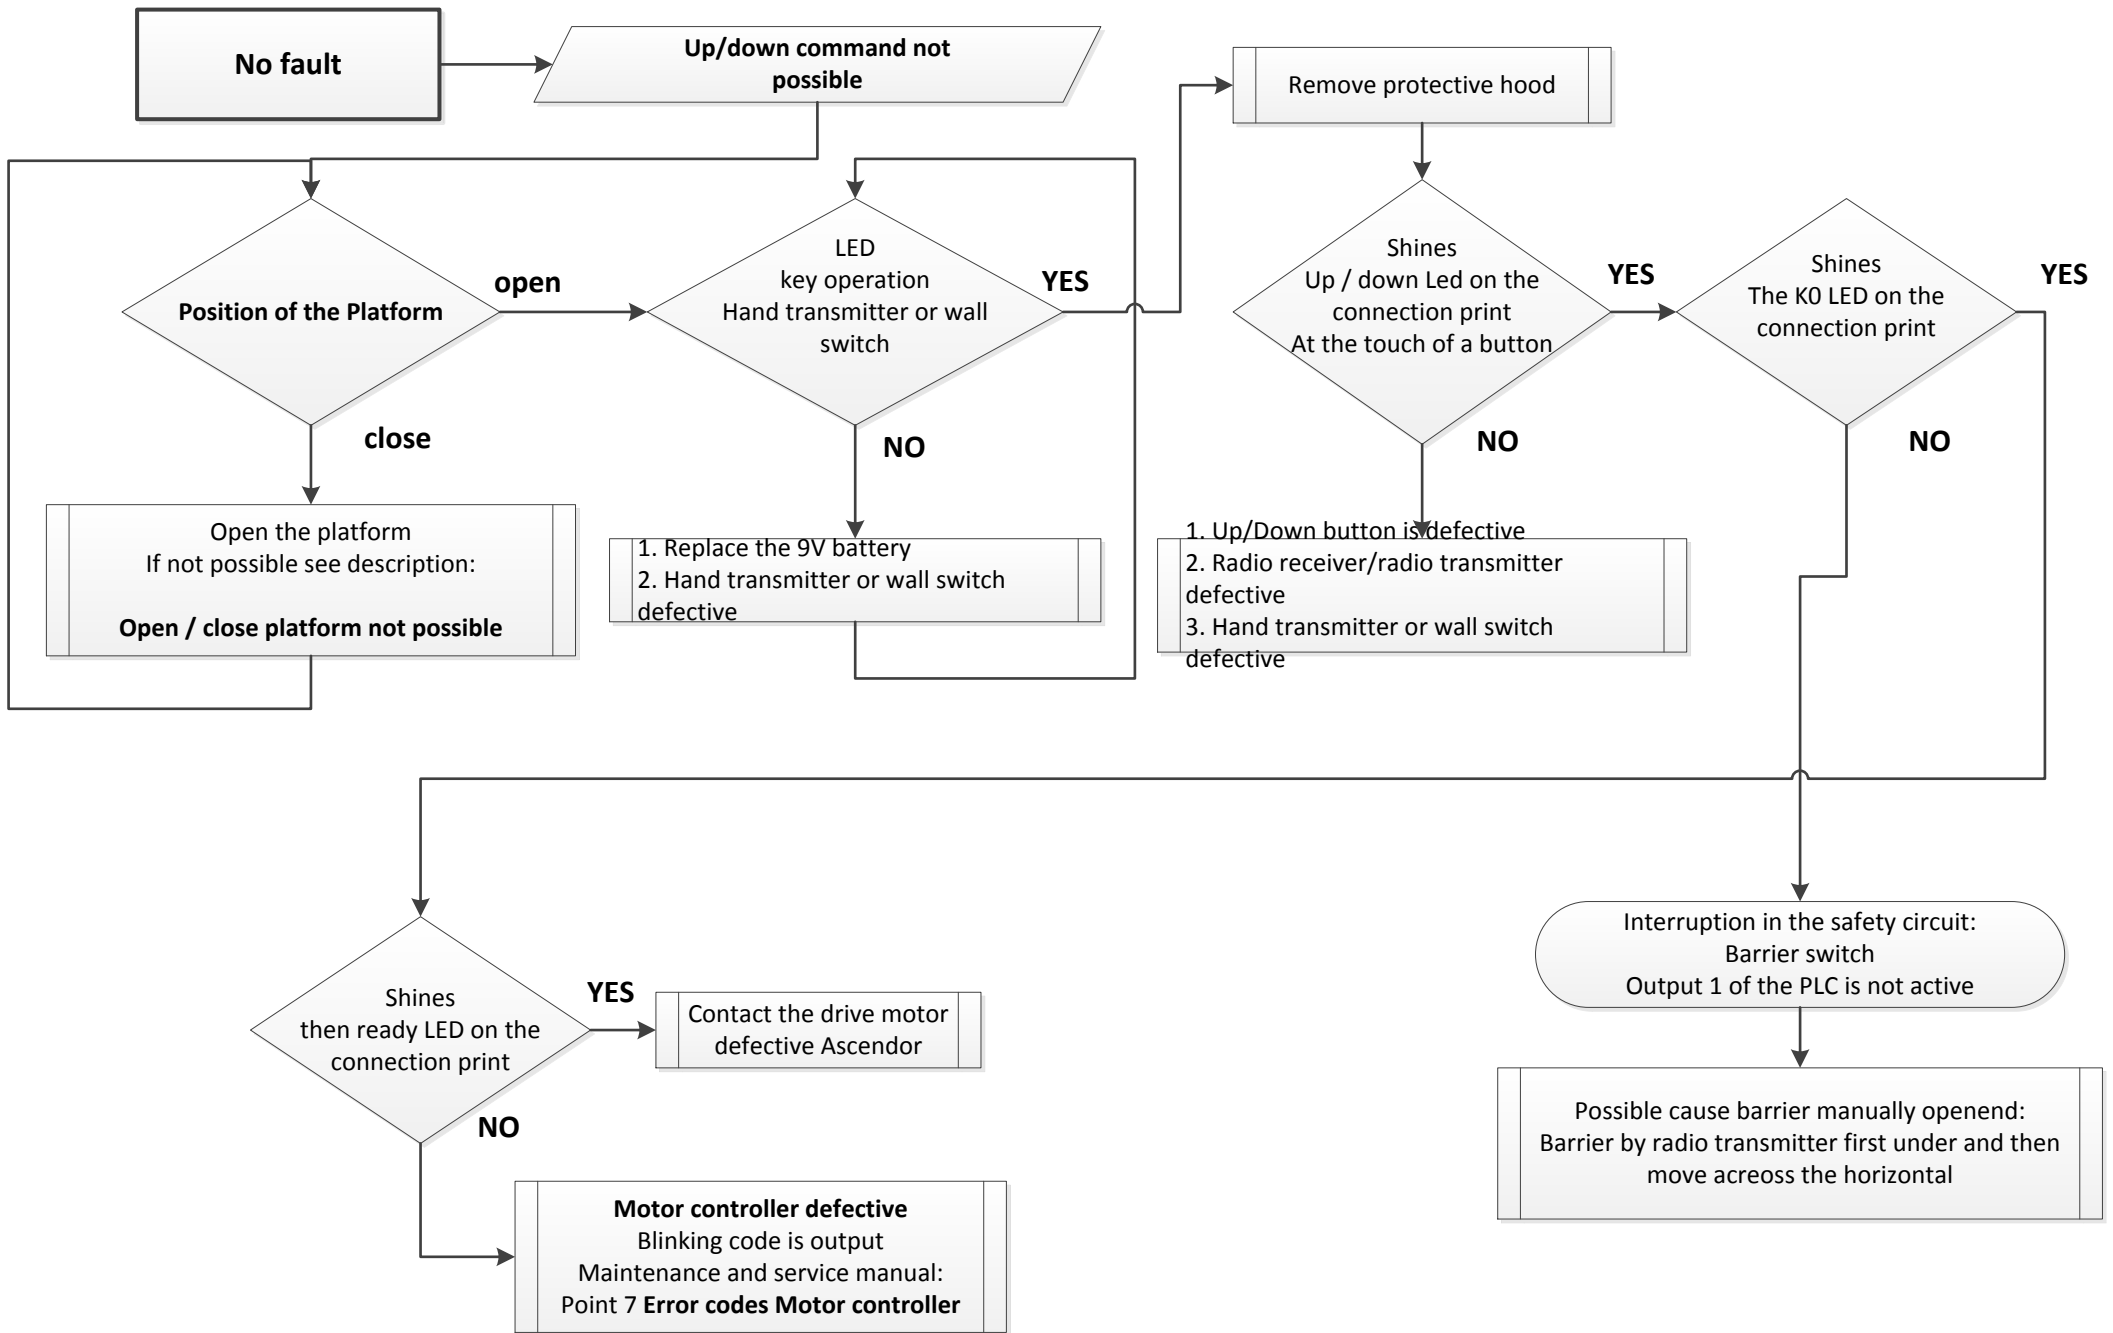 No fault
Up/down command not
possible
Remove protective hood
Position of the Platform
open
close
LED
key operation
Hand transmitter or wall
switch
YES
NO
Shines
Up / down Led on the
connection print
At the touch of a button
YES
NO
Shines
The K0 LED on the
connection print
YES
NO
Open the platform
If not possible see description:
Open / close platform not possible
1. Replace the 9V battery
2. Hand transmitter or wall switch
defective
1. Up/Down button is defective
2. Radio receiver/radio transmitter
defective
3. Hand transmitter or wall switch
defective
Shines
then ready LED on the
connection print
YES
NO
Contact the drive motor
defective Ascendor
Motor controller defective
Blinking code is output
Maintenance and service manual:
Point 7 Error codes Motor controller
Interruption in the safety circuit:
Barrier switch
Output 1 of the PLC is not active
Possible cause barrier manually openend:
Barrier by radio transmitter first under and then
move acreoss the horizontal